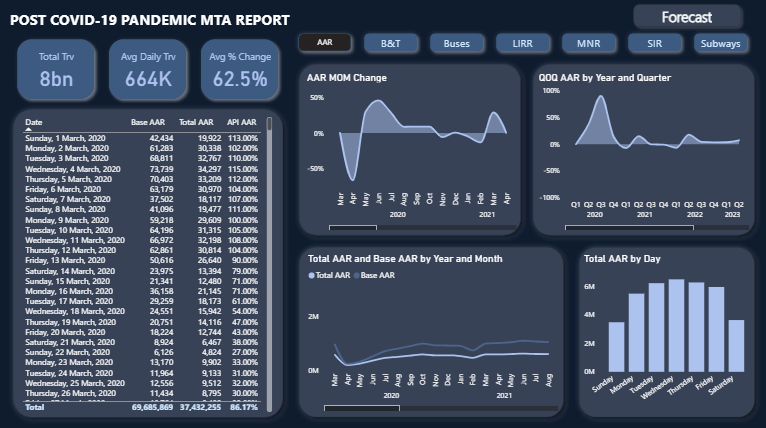 POST COVID-19 PANDEMIC MTA REPORT
Forecast
Total Trv
8bn
Avg Daily Trv
664K
Avg % Change
62.5%
AAR
B&T
Buses
LIRR
MNR
SIR
Subways
Date Base AAR Total AAR API AAR
Sunday, 1 March, 2020 42,434 19,922 113.00%
Monday, 2 March, 2020 61,283 30,338 102.00%
Tuesday, 3 March, 2020 68,811 32,767 110.00%
Wednesday, 4 March, 2020 73,739 34,297 115.00%
Thursday, 5 March, 2020 70,403 33,209 112.00%
Friday, 6 March, 2020 63,179 30,970 104.00%
Saturday, 7 March, 2020 37,502 18,117 107.00%
Sunday, 8 March, 2020 41,096 19,477 111.00%
Monday, 9 March, 2020 59,218 29,609 100.00%
Tuesday, 10 March, 2020 64,196 31,315 105.00%
Wednesday, 11 March, 2020 66,972 32,198 108.00%
Thursday, 12 March, 2020 62,861 30,814 104.00%
Friday, 13 March, 2020 50,616 26,640 90.00%
Saturday, 14 March, 2020 23,975 13,394 79.00%
Sunday, 15 March, 2020 21,341 12,480 71.00%
Monday, 16 March, 2020 36,158 21,145 71.00%
Tuesday, 17 March, 2020 29,259 18,173 61.00%
Wednesday, 18 March, 2020 24,551 15,942 54.00%
Thursday, 19 March, 2020 20,751 14,116 47.00%
Friday, 20 March, 2020 18,224 12,744 43.00%
Saturday, 21 March, 2020 8,924 6,467 38.00%
Sunday, 22 March, 2020 6,126 4,824 27.00%
Monday, 23 March, 2020 13,170 9,902 33.00%
Tuesday, 24 March, 2020 11,964 9,133 31.00%
Wednesday, 25 March, 2020 12,556 9,512 32.00%
Thursday, 26 March, 2020 11,434 8,795 30.00%
Total 69,685,869 37,432,255 86.17%
AAR MOM Change
50%
0%
-50%
Mar Apr May Jun Jul Aug Sep Oct Nov Dec Jan Feb Mar Apr
2020 2021
QOQ AAR by Year and Quarter
100%
50%
0%
-50%
-100%
Q1 Q2 Q3 Q4 Q1 Q2 Q3 Q4 Q1 Q2 Q3 Q4 Q1 Q2
2020 2021 2022 2023
Total AAR and Base AAR by Year and Month
Total AAR Base AAR
2M
0M
Mar Apr May Jun Jul Aug Sep Oct Nov Dec Jan Feb Mar Apr May Jun Jul Aug
2020 2021
Total AAR by Day
6M
4M
2M
0M
Sunday Monday Tuesday Wednesday Thursday Friday Saturday